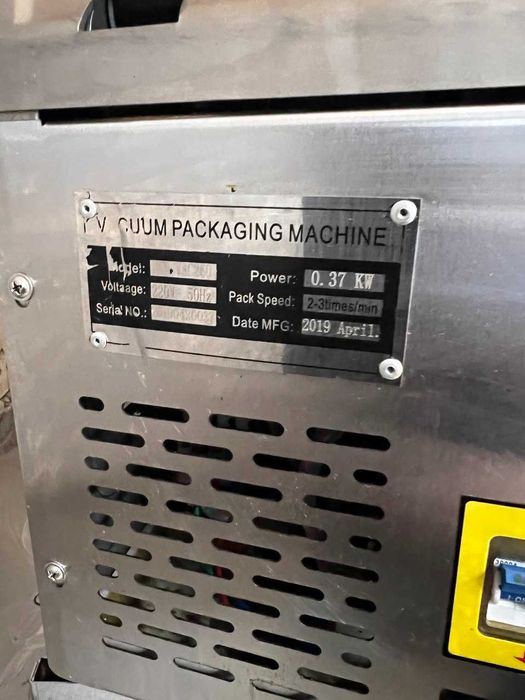 CUUM PACKAGING MACHINE
Model: Power: 0.37 KW
Voltaage: 220V 50Hz Pack Speed: 2-3times/min
Serial NO.: Date MFG: 2019 April.